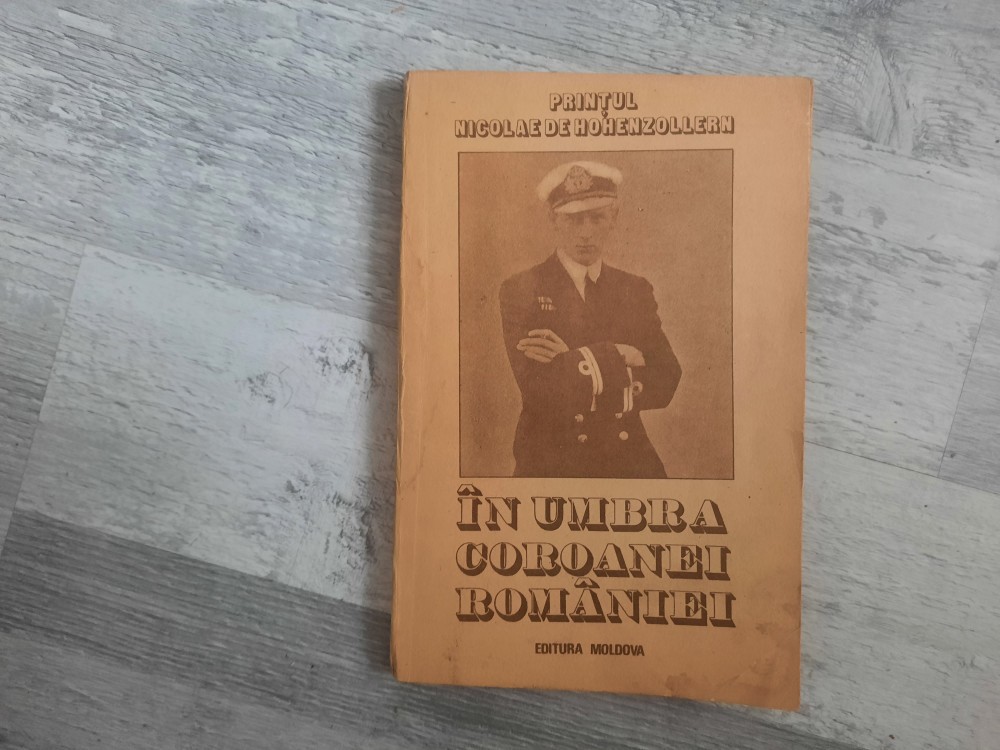 PRINȚUL
NICOLAE DE HOHENZOLLERN
ÎN UMBRA
COROANEI
ROMÂNIEI
EDITURA MOLDOVA